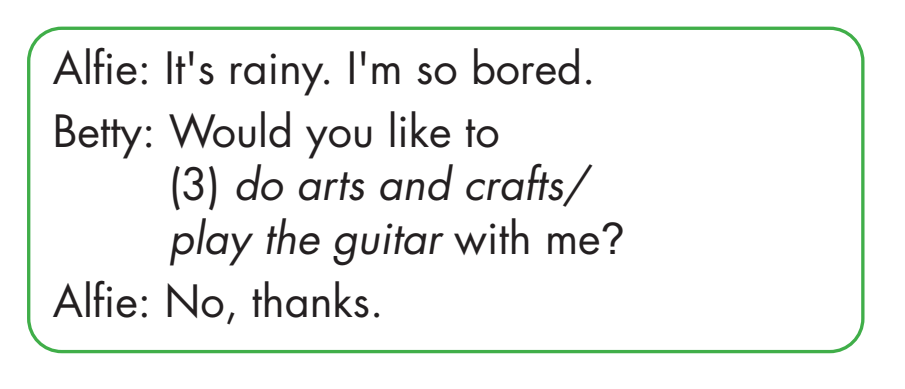 Alfie: It's rainy. I'm so bored.
Betty: Would you like to
(3) do arts and crafts/
play the guitar with me?
Alfie: No, thanks.